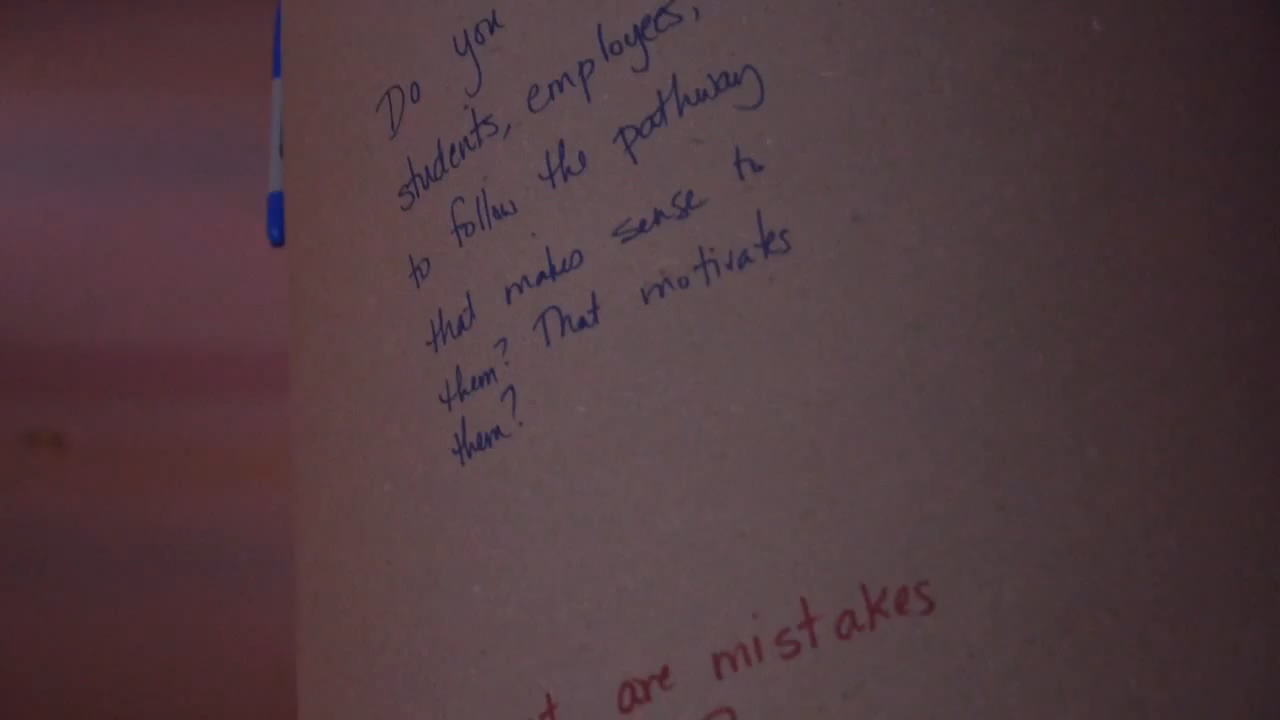 Do you
students, employees,
to follow the pathway
that makes sense to
them? That motivates
them?
are mistakes